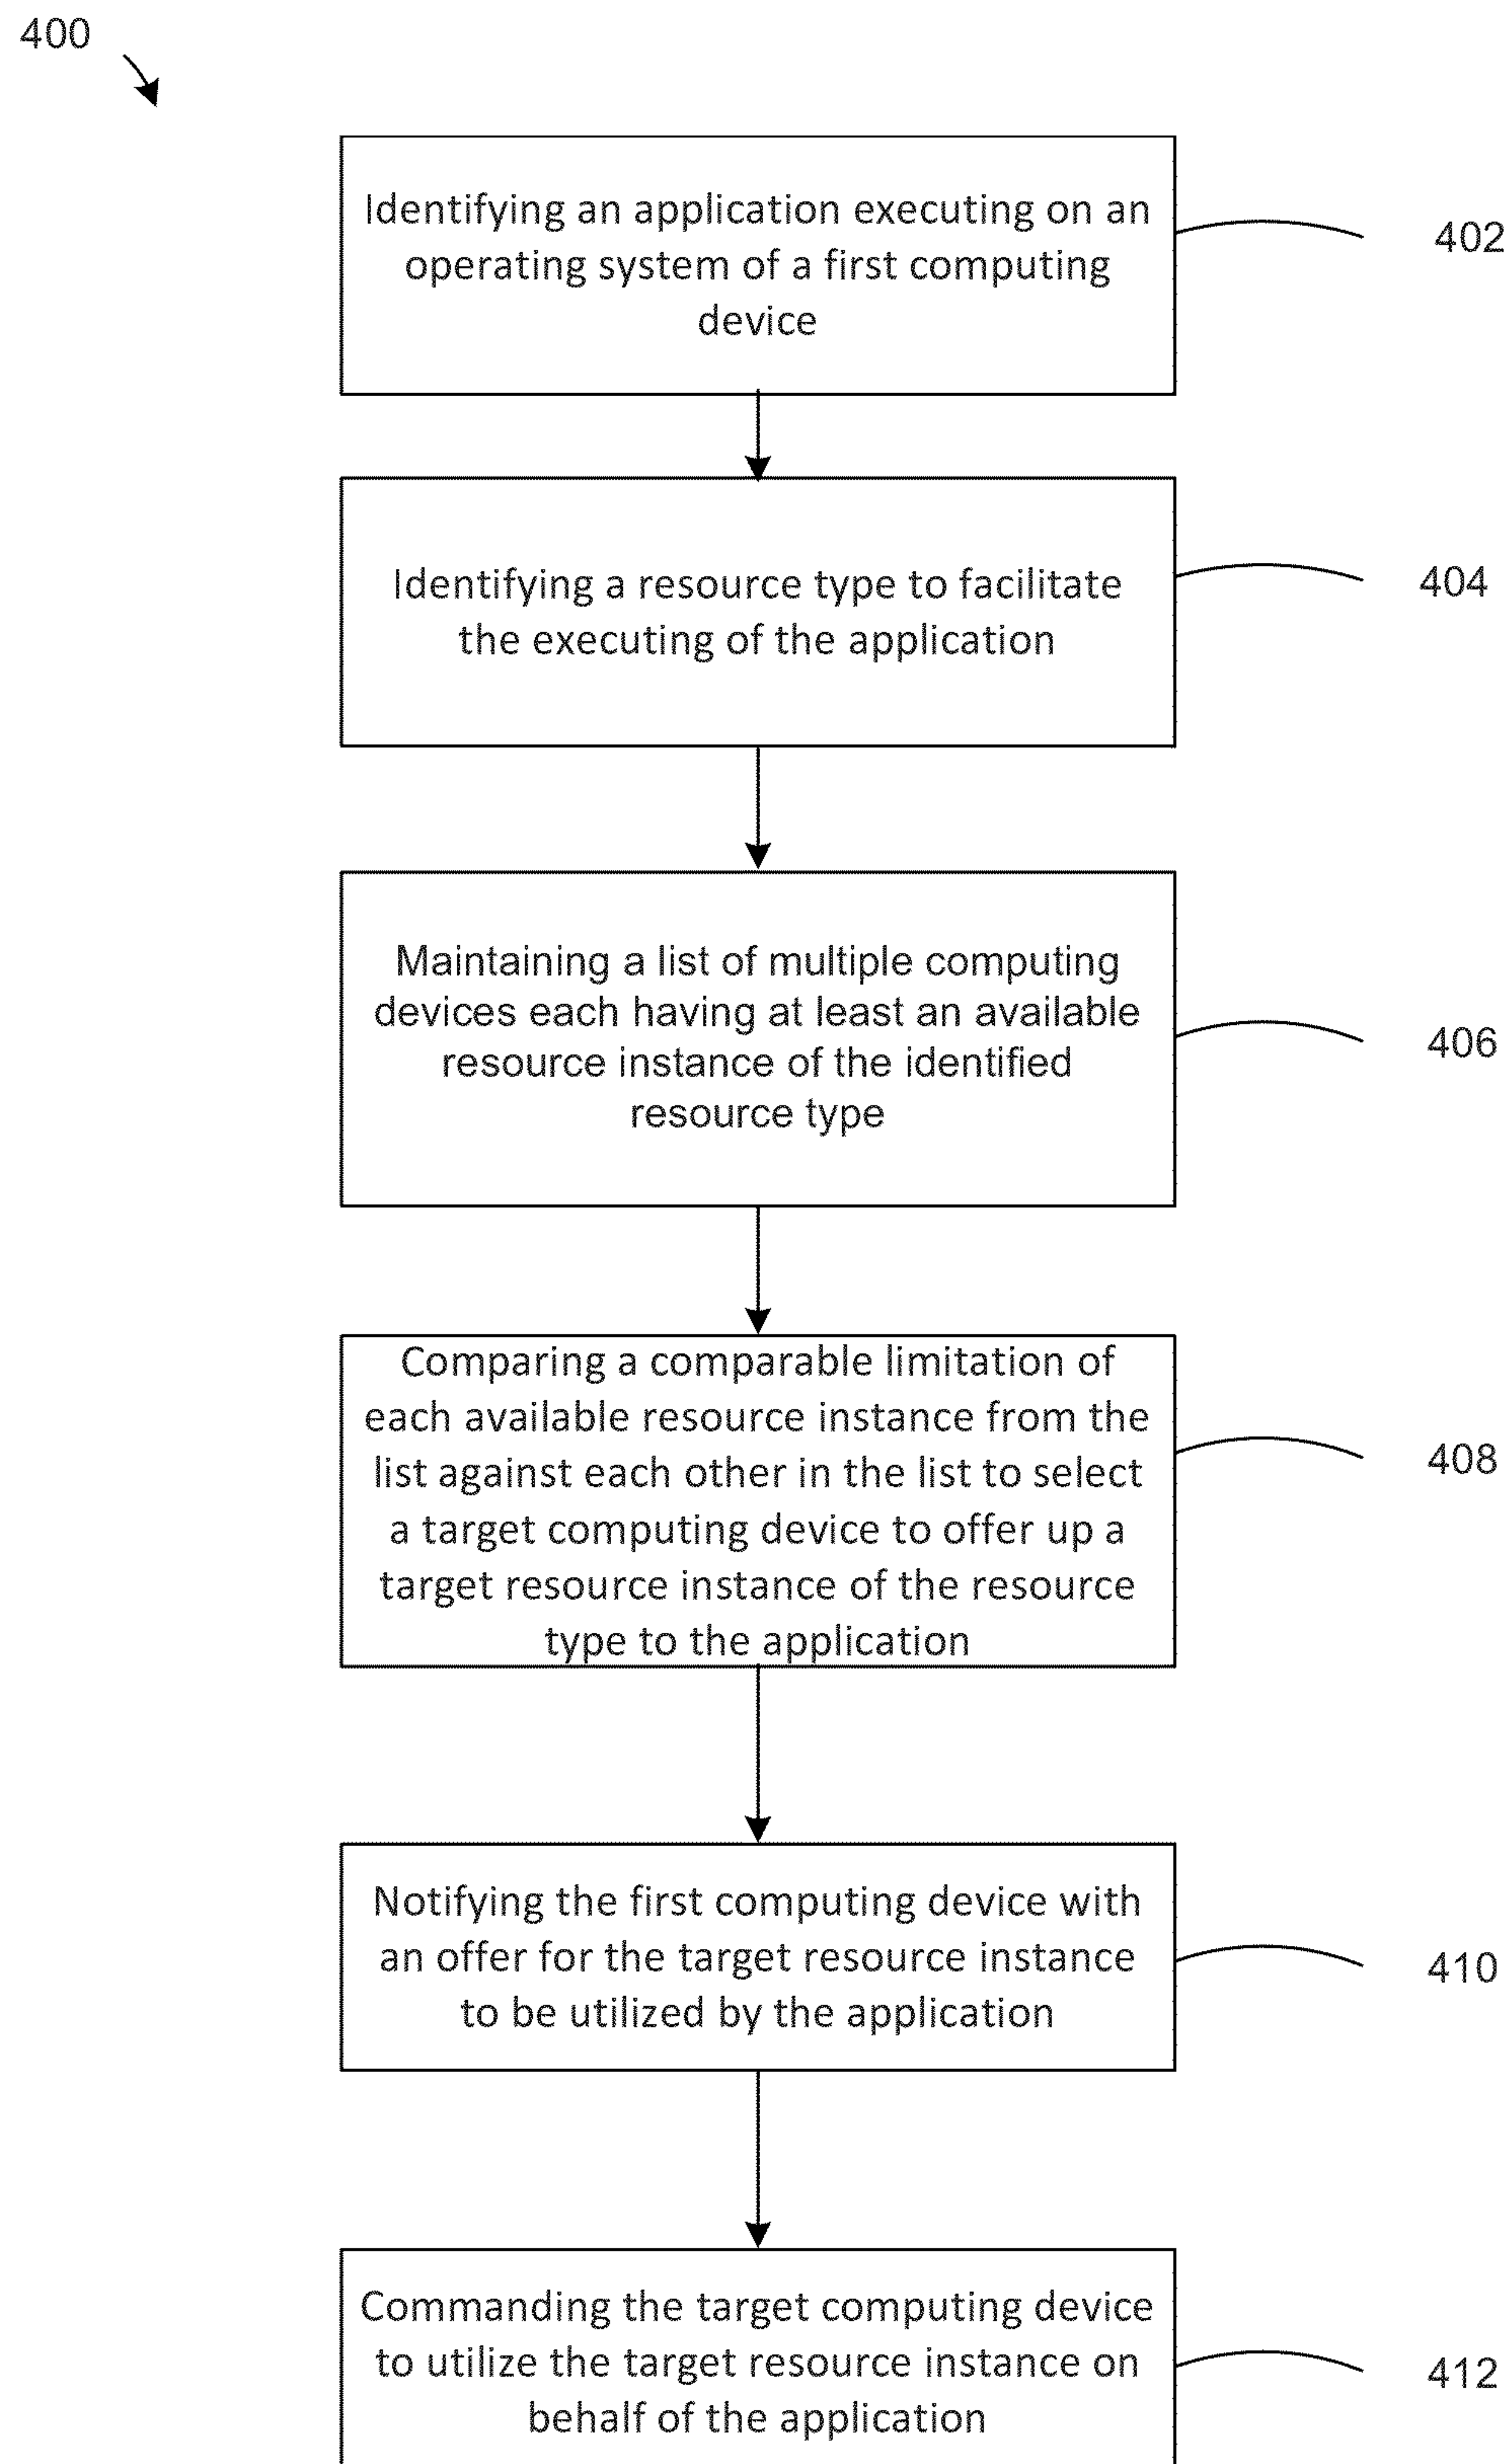 400
Identifying an application executing on an
operating system of a first computing
device
402
Identifying a resource type to facilitate
the executing of the application
404
Maintaining a list of multiple computing
devices each having at least an available
resource instance of the identified
resource type
406
Comparing a comparable limitation of
each available resource instance from the
list against each other in the list to select
a target computing device to offer up a
target resource instance of the resource
type to the application
408
Notifying the first computing device with
an offer for the target resource instance
to be utilized by the application
410
Commanding the target computing device
to utilize the target resource instance on
behalf of the application
412